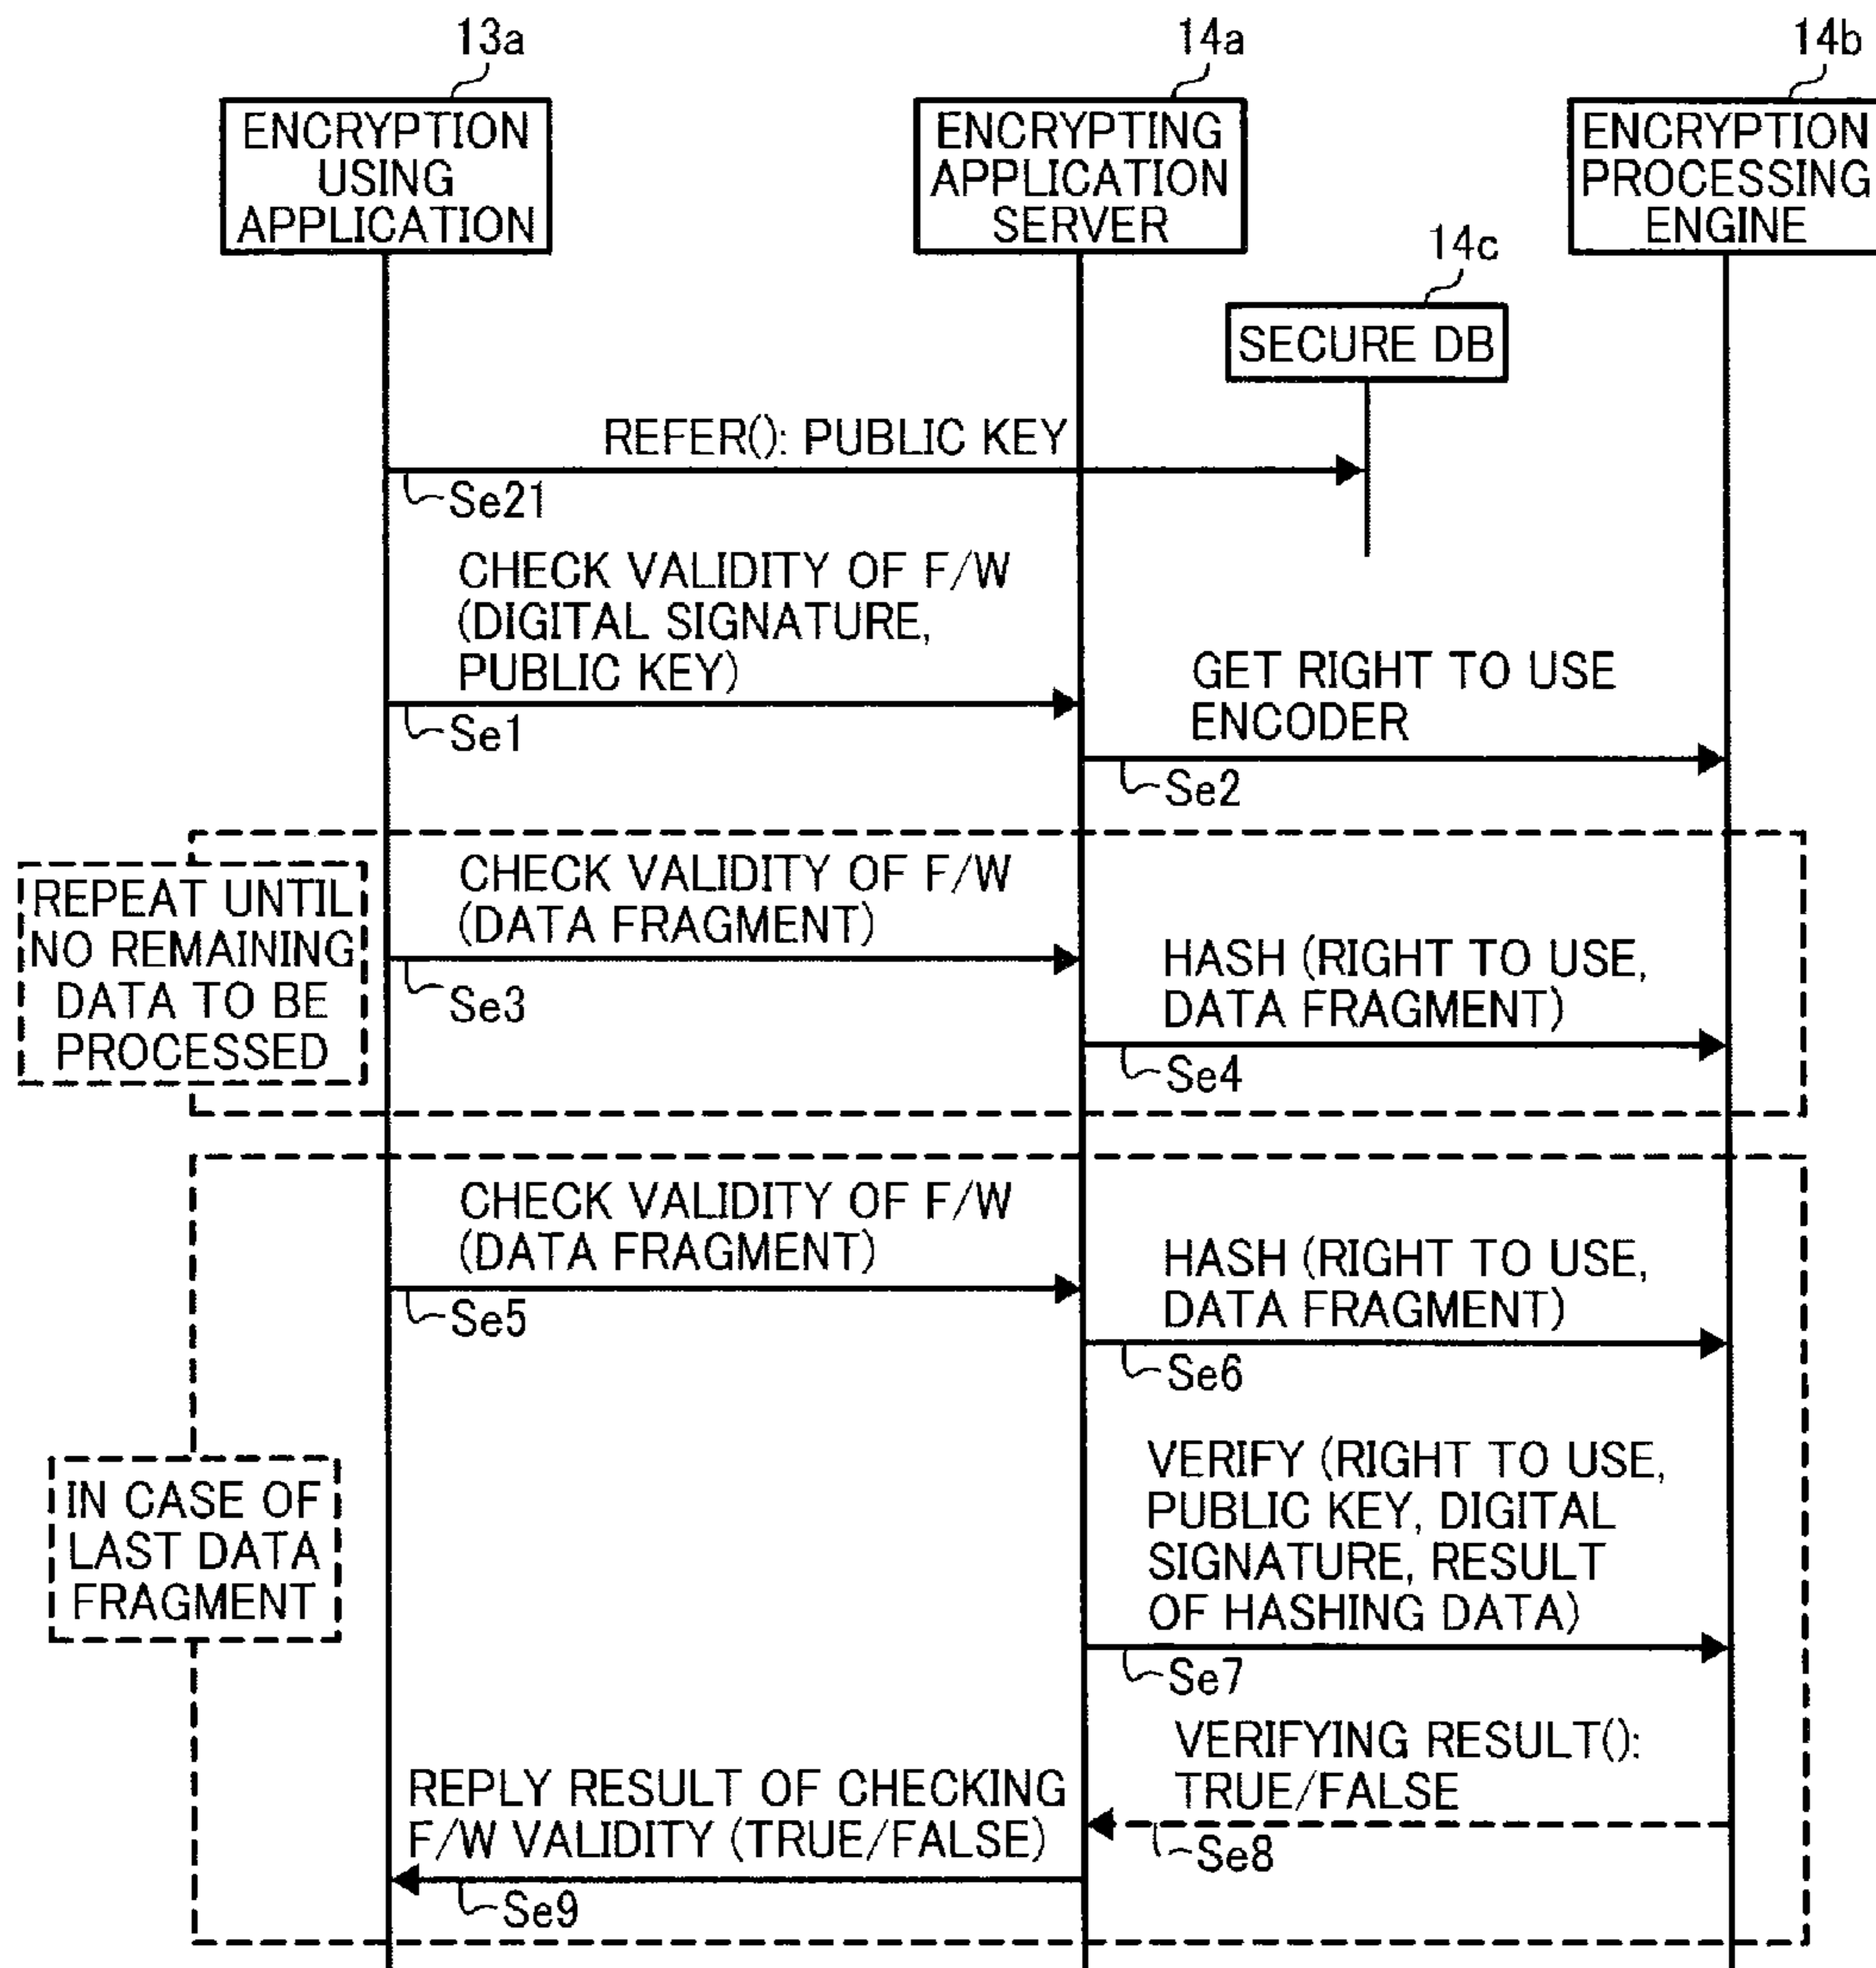 13a
14a
14b
ENCRYPTION
USING
APPLICATION
ENCRYPTING
APPLICATION
SERVER
ENCRYPTION
PROCESSING
ENGINE
14c
SECURE DB
REFER(): PUBLIC KEY
Se21
CHECK VALIDITY OF F/W
(DIGITAL SIGNATURE,
PUBLIC KEY)
Se1
GET RIGHT TO USE
ENCODER
Se2
REPEAT UNTIL
NO REMAINING
DATA TO BE
PROCESSED
CHECK VALIDITY OF F/W
(DATA FRAGMENT)
Se3
HASH (RIGHT TO USE,
DATA FRAGMENT)
Se4
CHECK VALIDITY OF F/W
(DATA FRAGMENT)
Se5
HASH (RIGHT TO USE,
DATA FRAGMENT)
Se6
IN CASE OF
LAST DATA
FRAGMENT
VERIFY (RIGHT TO USE,
PUBLIC KEY, DIGITAL
SIGNATURE, RESULT
OF HASHING DATA)
Se7
VERIFYING RESULT():
TRUE/FALSE
Se8
REPLY RESULT OF CHECKING
F/W VALIDITY (TRUE/FALSE)
Se9